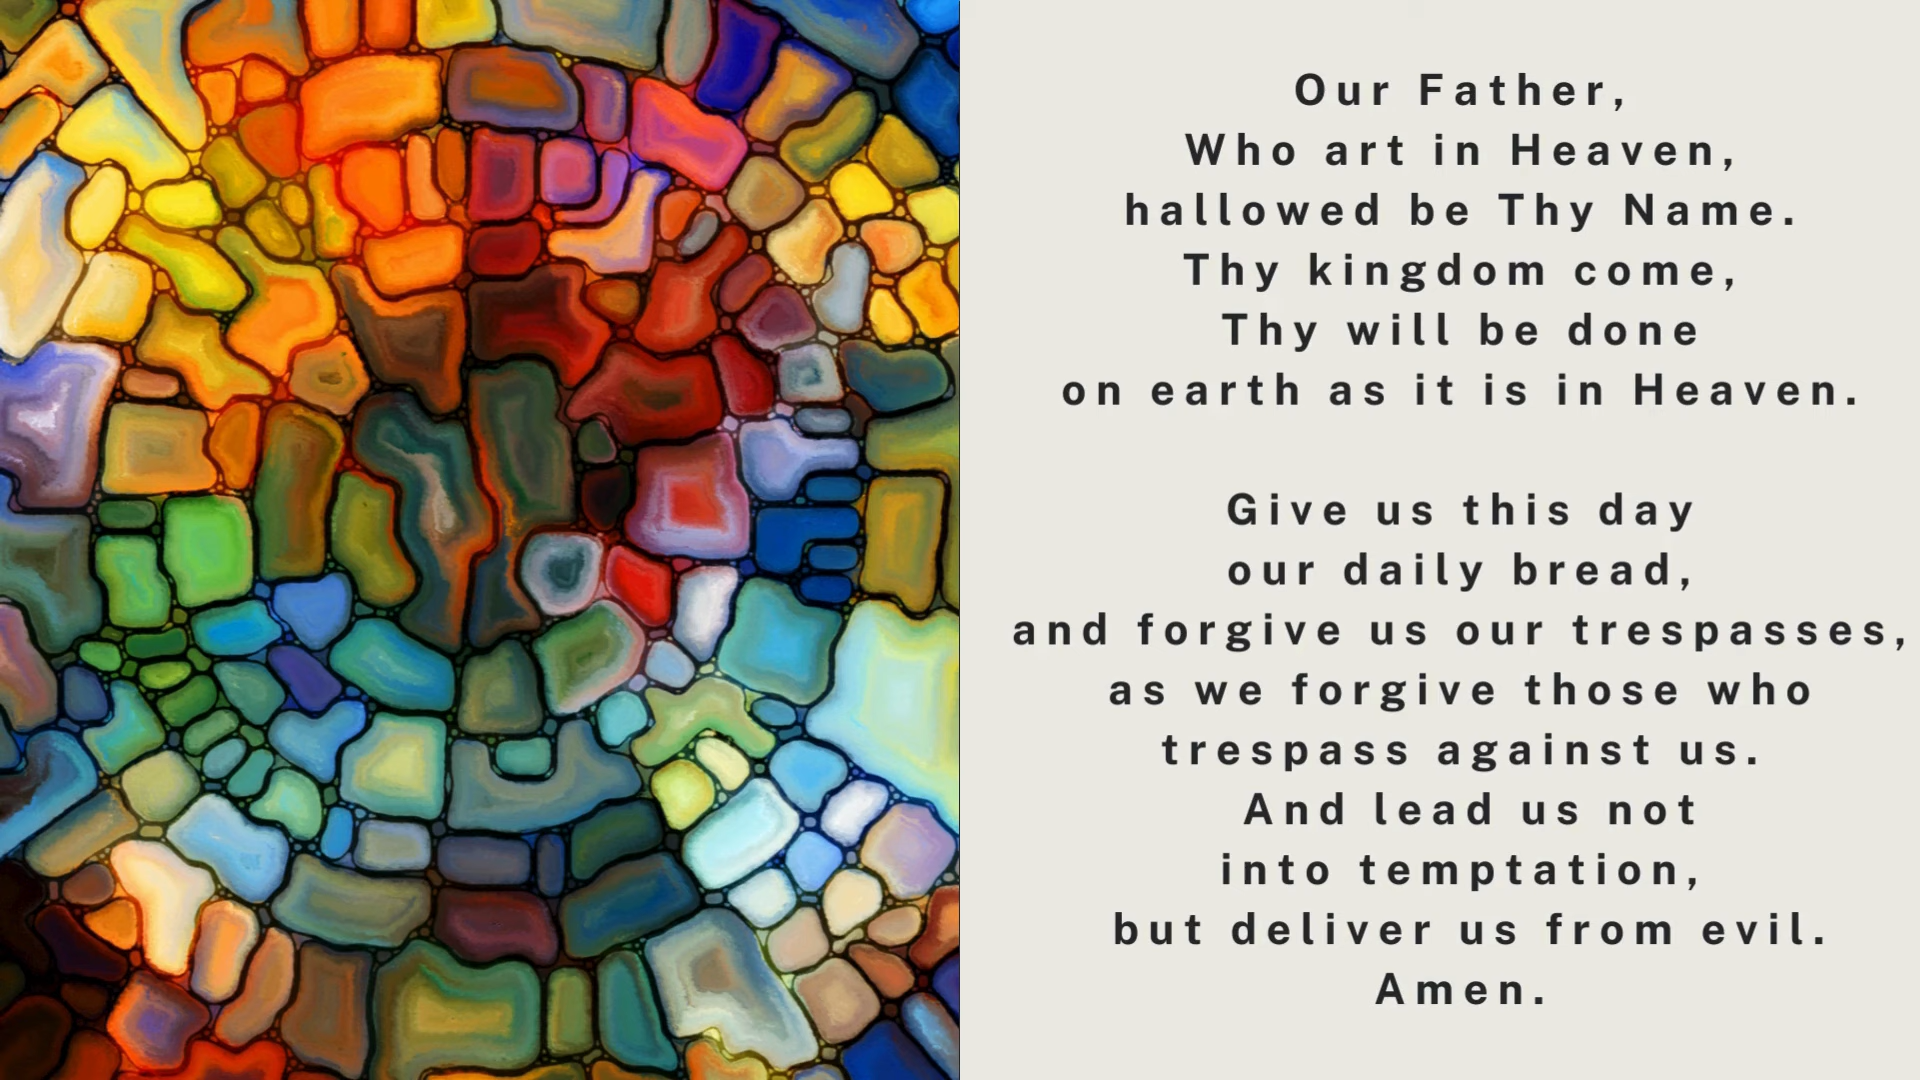 Our Father,
Who art in Heaven,
hallowed be Thy Name.
Thy kingdom come,
Thy will be done
on earth as it is in Heaven.
Give us this day
our daily bread,
and forgive us our trespasses,
as we forgive those who
trespass against us.
And lead us not
into temptation,
but deliver us from evil.
Amen.